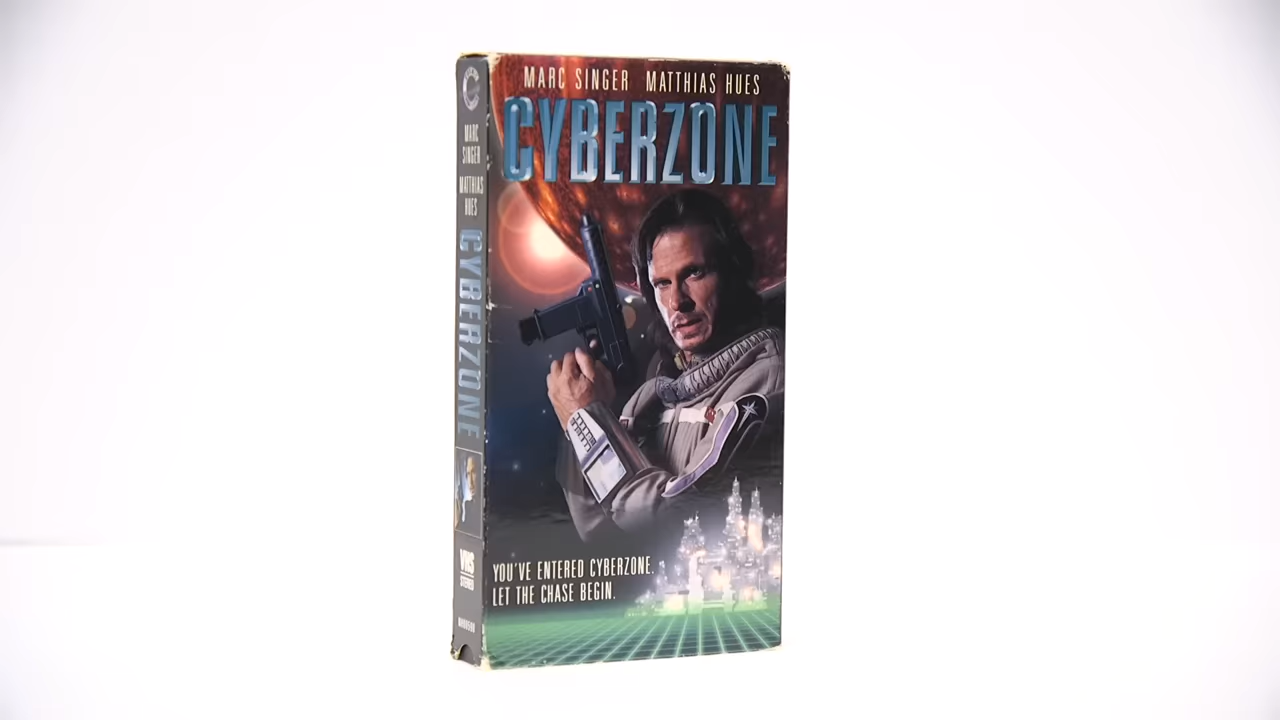 MARC SINGER MATTHIAS HUES
CYBERZONE
YOU'VE ENTERED CYBERZONE.
LET THE CHASE BEGIN.
MARC
SINGER
MATTHIAS
HUES
CYBERZONE
VHS
STEREO